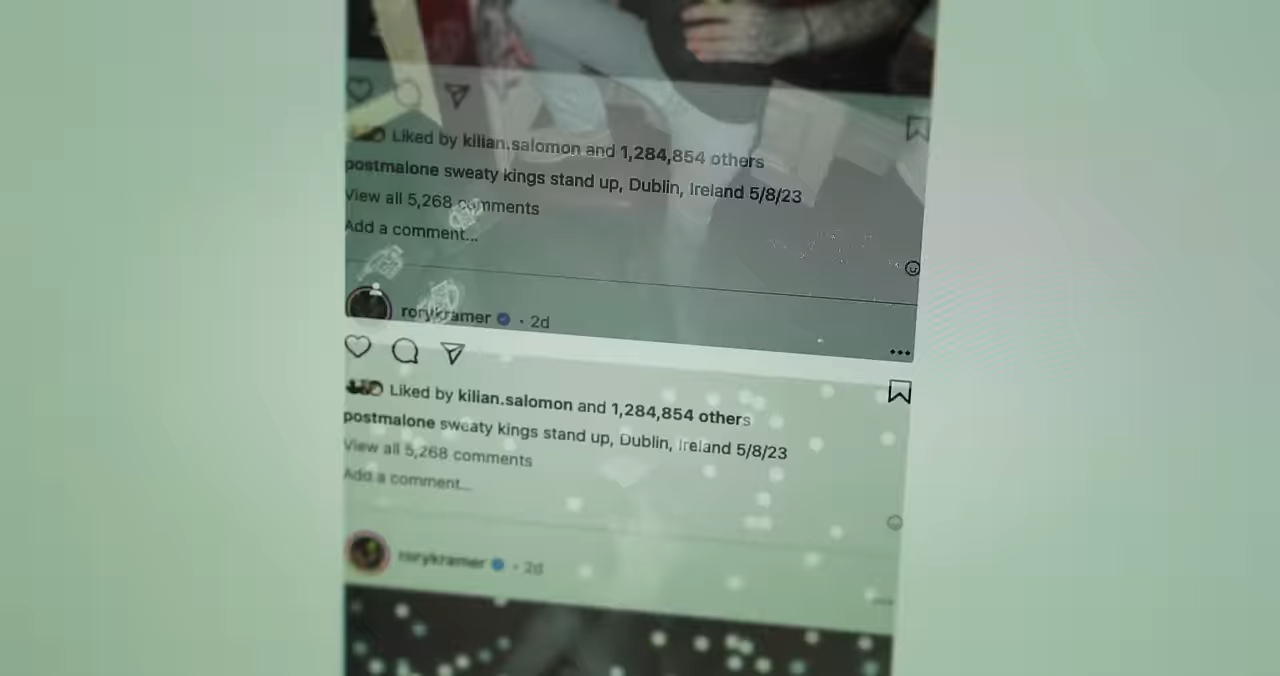 Liked by kilian.salomon and 1,284,854 others
postmalone sweaty kings stand up, Dublin, Ireland 5/8/23
View all 5,268 comments
Add a comment...
rorykramer • 2d
Liked by kilian.salomon and 1,284,854 others
postmalone sweaty kings stand up, Dublin, Ireland 5/8/23
View all 5,268 comments
Add a comment...
rorykramer • 2d